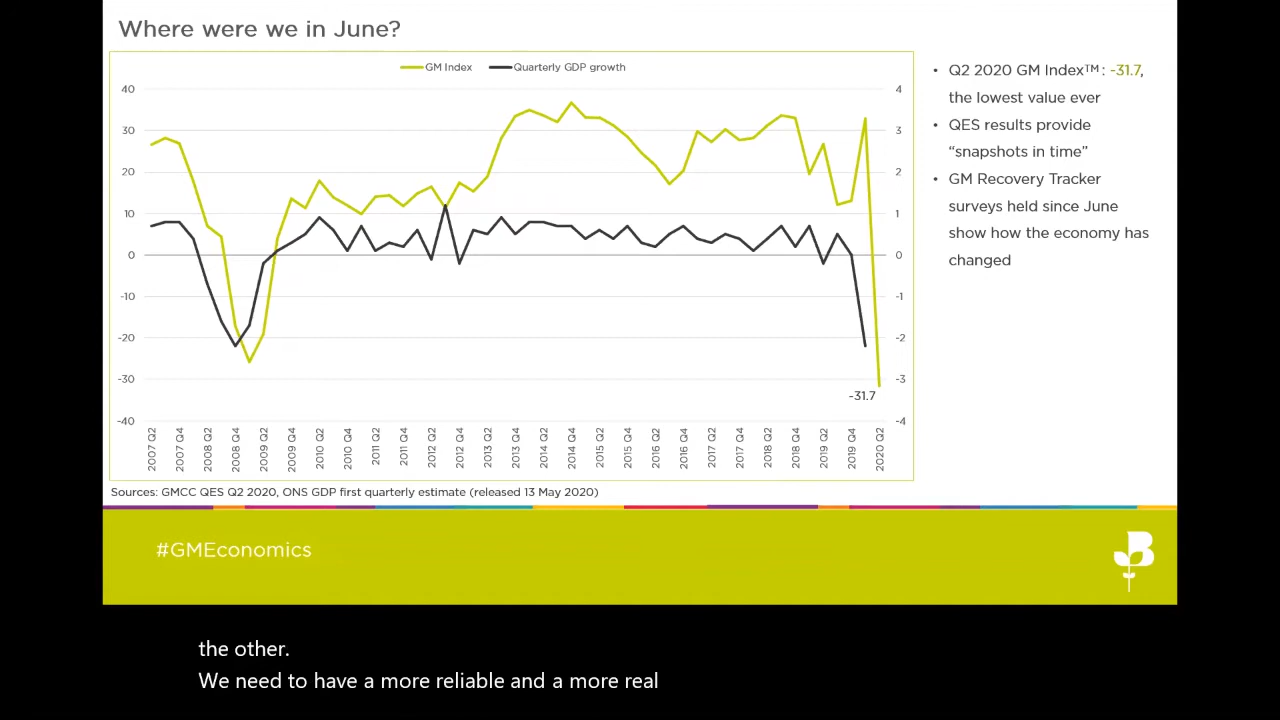 Where were we in June?
GM Index
Quarterly GDP growth
40
30
20
10
0
-10
-20
-30
-40
4
3
2
1
0
-1
-2
-3
-4
-31.7
2007 Q2
2007 Q4
2008 Q2
2008 Q4
2009 Q2
2009 Q4
2010 Q2
2010 Q4
2011 Q2
2011 Q4
2012 Q2
2012 Q4
2013 Q2
2013 Q4
2014 Q2
2014 Q4
2015 Q2
2015 Q4
2016 Q2
2016 Q4
2017 Q2
2017 Q4
2018 Q2
2018 Q4
2019 Q2
2019 Q4
2020 Q2
• Q2 2020 GM Index™: -31.7,
the lowest value ever
• QES results provide
“snapshots in time”
• GM Recovery Tracker
surveys held since June
show how the economy has
changed
Sources: GMCC QES Q2 2020, ONS GDP first quarterly estimate (released 13 May 2020)
#GMEconomics
the other.
We need to have a more reliable and a more real